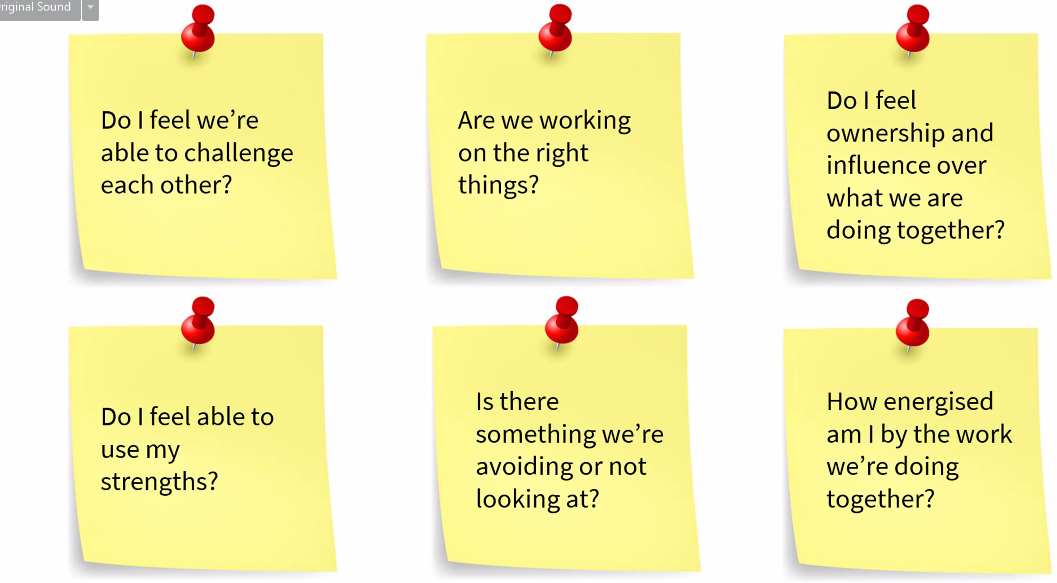 riginal Sound
Do I feel we’re
able to challenge
each other?
Are we working
on the right
things?
Do I feel
ownership and
influence over
what we are
doing together?
Do I feel able to
use my
strengths?
Is there
something we’re
avoiding or not
looking at?
How energised
am I by the work
we’re doing
together?